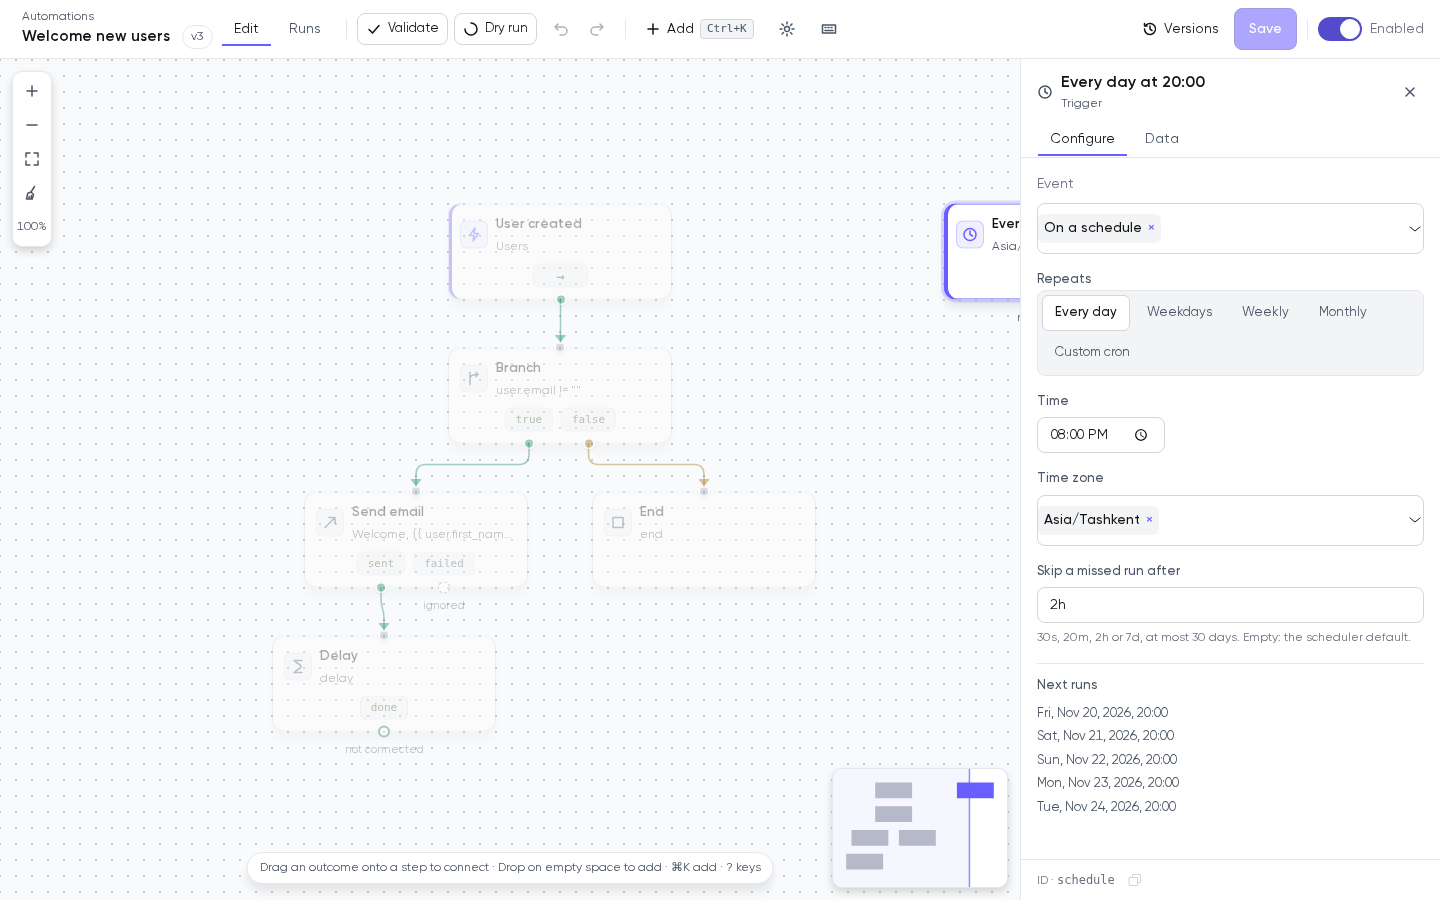 Automations
Welcome new users
v3
Edit
Runs
Validate
Dry run
Add
Ctrl+K
Versions
Save
Enabled
100%
User created
Users
→
Branch
user.email != ""
true
false
Send email
Welcome, {{ user.first_nam...
sent
failed
ignored
End
end
Delay
delay
done
not connected
Ever
Asia/
Drag an outcome onto a step to connect · Drop on empty space to add · ⌘K add · ? keys
Every day at 20:00
Trigger
Configure
Data
Event
On a schedule ×
Repeats
Every day
Weekdays
Weekly
Monthly
Custom cron
Time
08:00 PM
Time zone
Asia/Tashkent ×
Skip a missed run after
2h
30s, 20m, 2h or 7d, at most 30 days. Empty: the scheduler default.
Next runs
Fri, Nov 20, 2026, 20:00
Sat, Nov 21, 2026, 20:00
Sun, Nov 22, 2026, 20:00
Mon, Nov 23, 2026, 20:00
Tue, Nov 24, 2026, 20:00
ID · schedule